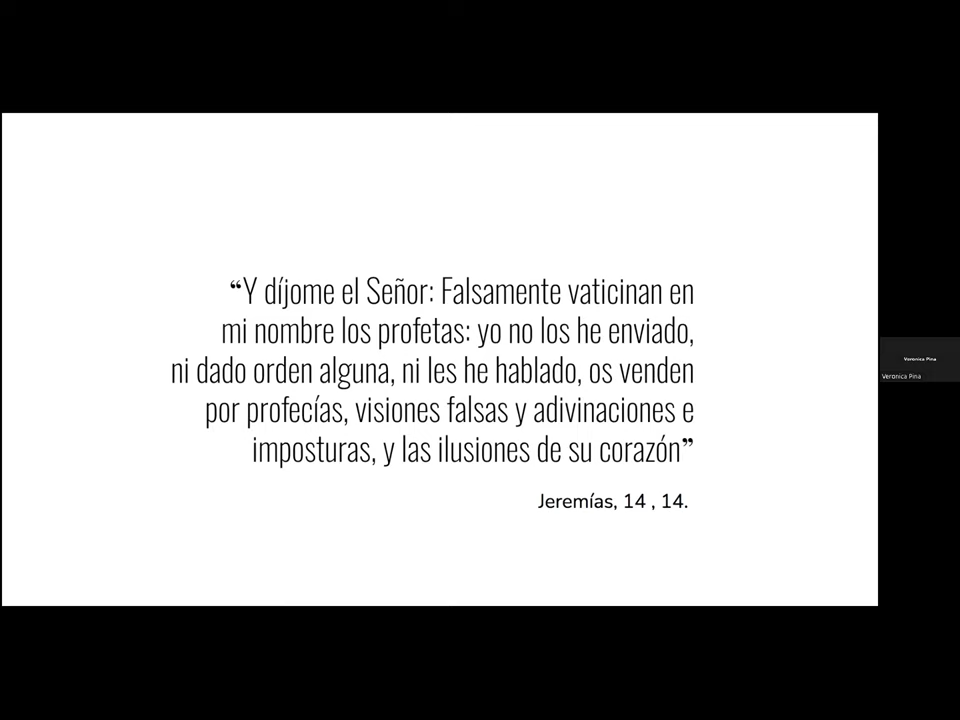 “Y díjome el Señor: Falsamente vaticinan en
mi nombre los profetas: yo no los he enviado,
ni dado orden alguna, ni les he hablado, os venden
por profecías, visiones falsas y adivinaciones e
imposturas, y las ilusiones de su corazón”
Jeremías, 14 , 14.
Veronica Pina
Veronica Pina